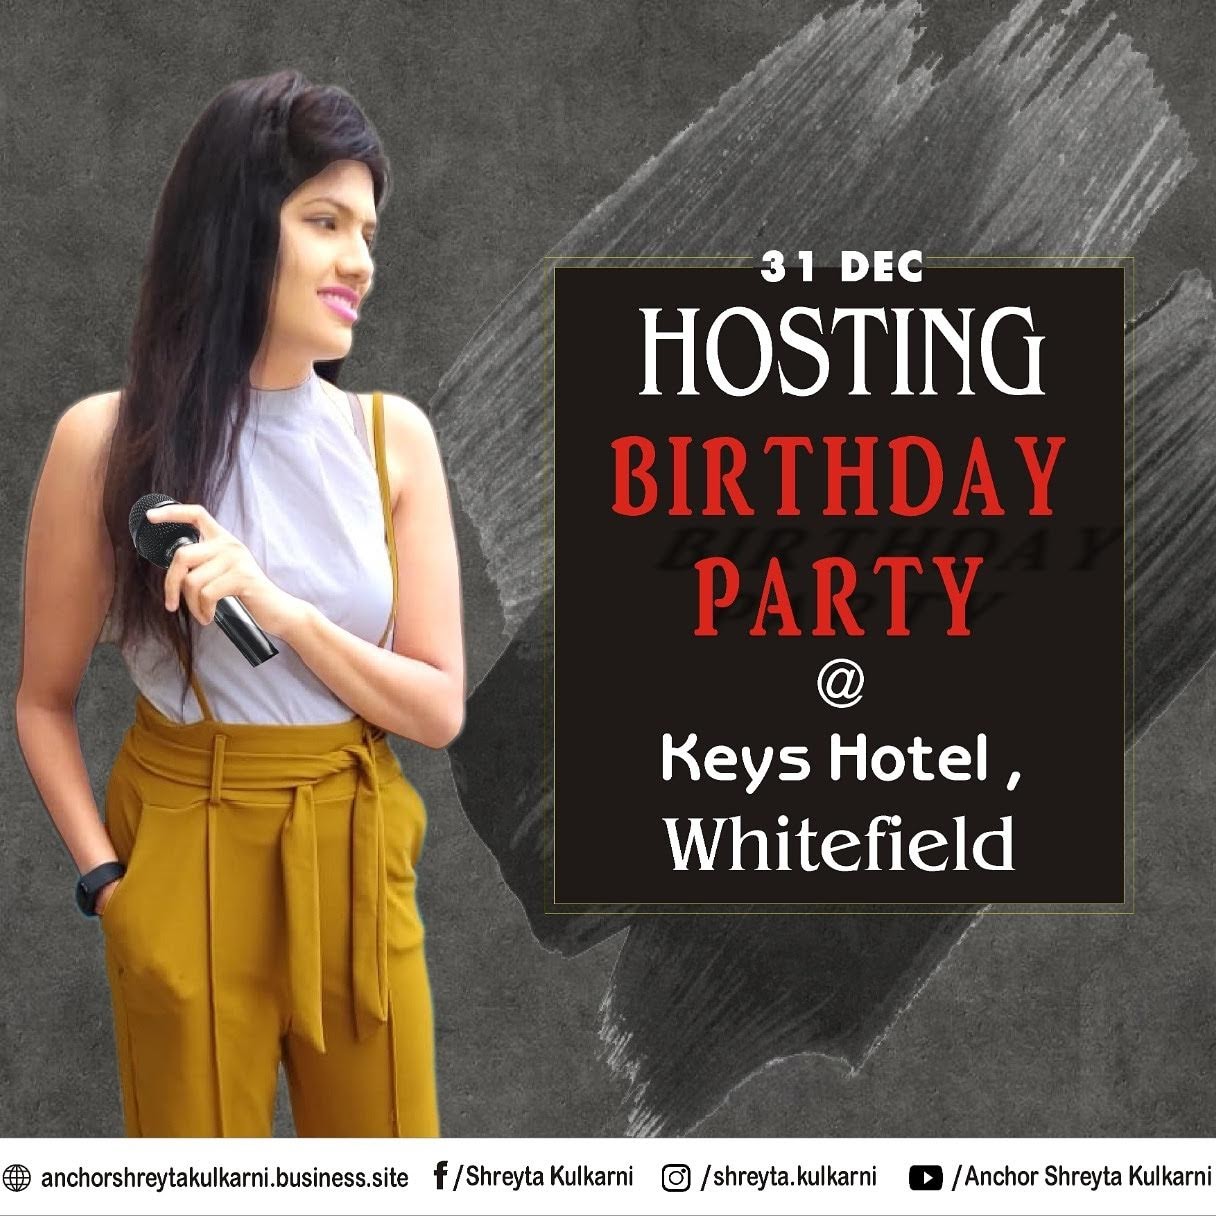 31 DEC
HOSTING
BIRTHDAY
PARTY
@
Keys Hotel ,
Whitefield
anchorshreytakulkarni.business.site /Shreyta Kulkarni /shreyta.kulkarni /Anchor Shreyta Kulkarni